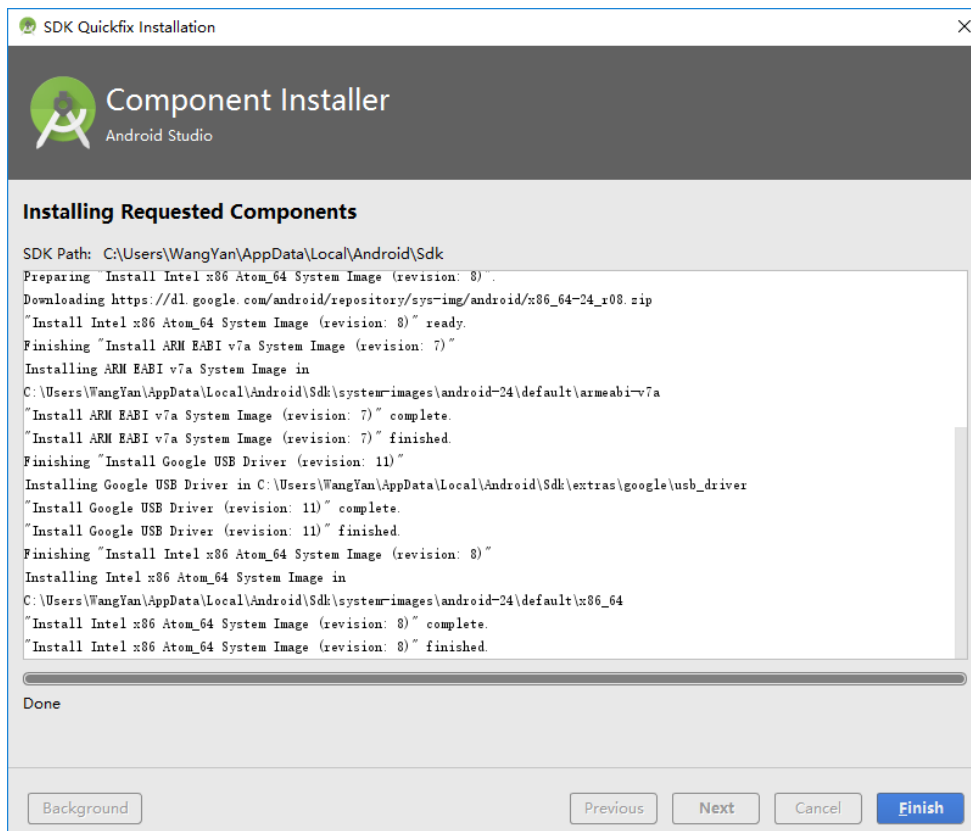 SDK Quickfix Installation
Component Installer
Android Studio
Installing Requested Components
SDK Path: C:\Users\WangYan\AppData\Local\Android\Sdk
Preparing "Install Intel x86 Atom_64 System Image (revision: 8)".
Downloading https://dl.google.com/android/repository/sys-img/android/x86_64-24_r08.zip
"Install Intel x86 Atom_64 System Image (revision: 8)" ready.
Finishing "Install ARM EABI v7a System Image (revision: 7)"
Installing ARM EABI v7a System Image in
C:\Users\WangYan\AppData\Local\Android\Sdk\system-images\android-24\default\armeabi-v7a
"Install ARM EABI v7a System Image (revision: 7)" complete.
"Install ARM EABI v7a System Image (revision: 7)" finished.
Finishing "Install Google USB Driver (revision: 11)"
Installing Google USB Driver in C:\Users\WangYan\AppData\Local\Android\Sdk\extras\google\usb_driver
"Install Google USB Driver (revision: 11)" complete.
"Install Google USB Driver (revision: 11)" finished.
Finishing "Install Intel x86 Atom_64 System Image (revision: 8)"
Installing Intel x86 Atom_64 System Image in
C:\Users\WangYan\AppData\Local\Android\Sdk\system-images\android-24\default\x86_64
"Install Intel x86 Atom_64 System Image (revision: 8)" complete.
"Install Intel x86 Atom_64 System Image (revision: 8)" finished.
Done
Background
Previous
Next
Cancel
Finish